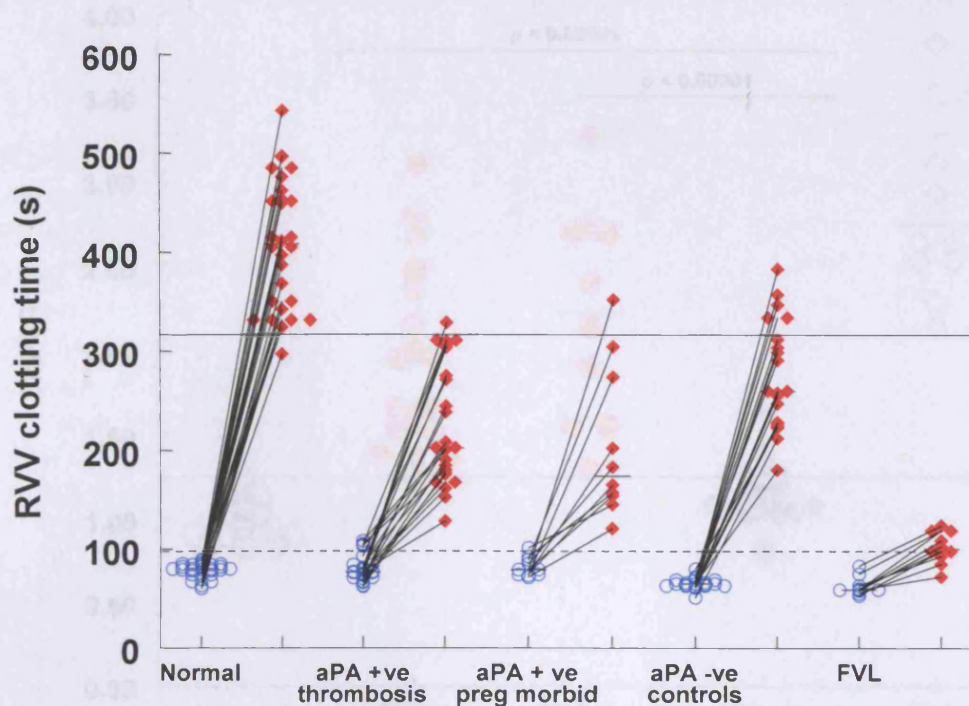 600
500
400
300
200
100
0
RVV clotting time (s)
Normal
aPA +ve
thrombosis
aPA + ve
preg morbid
aPA -ve
controls
FVL